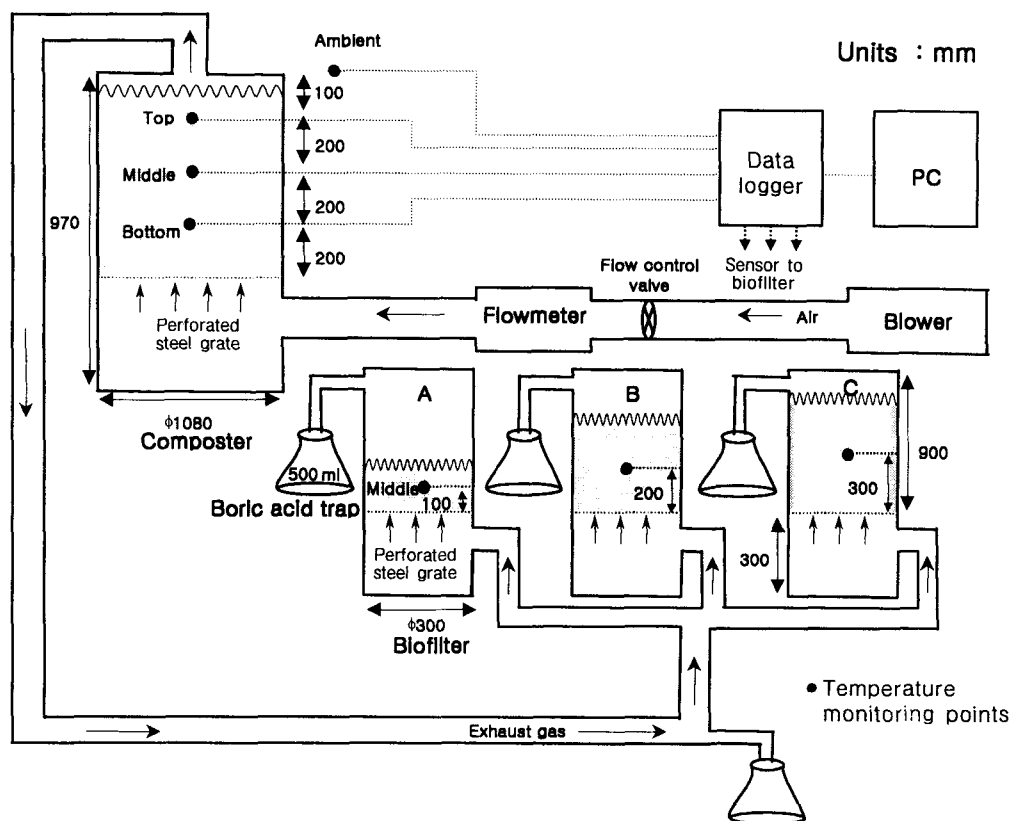 Ambient
Units : mm
100
Top
200
Middle
200
Bottom
200
970
Data
logger
PC
Sensor to
biofilter
Flow control
valve
Perforated
steel grate
Flowmeter
Air
Blower
ϕ1080
Composter
A
B
C
500 ml
Boric acid trap
Middle
100
200
300
900
Perforated
steel grate
300
ϕ300
Biofilter
Temperature
monitoring points
Exhaust gas